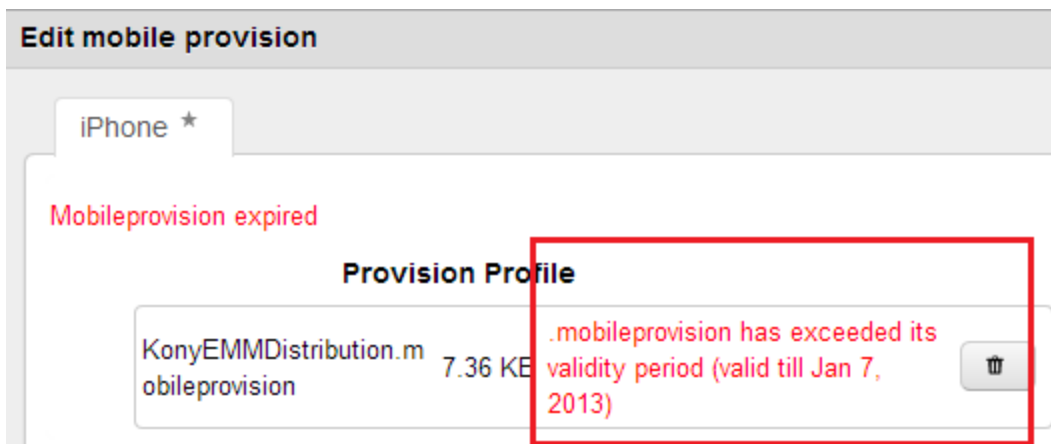 Edit mobile provision
iPhone *
Mobileprovision expired
Provision Profile
KonyEMMDistribution.m
obileprovision
7.36 KB
.mobileprovision has exceeded its
validity period (valid till Jan 7,
2013)